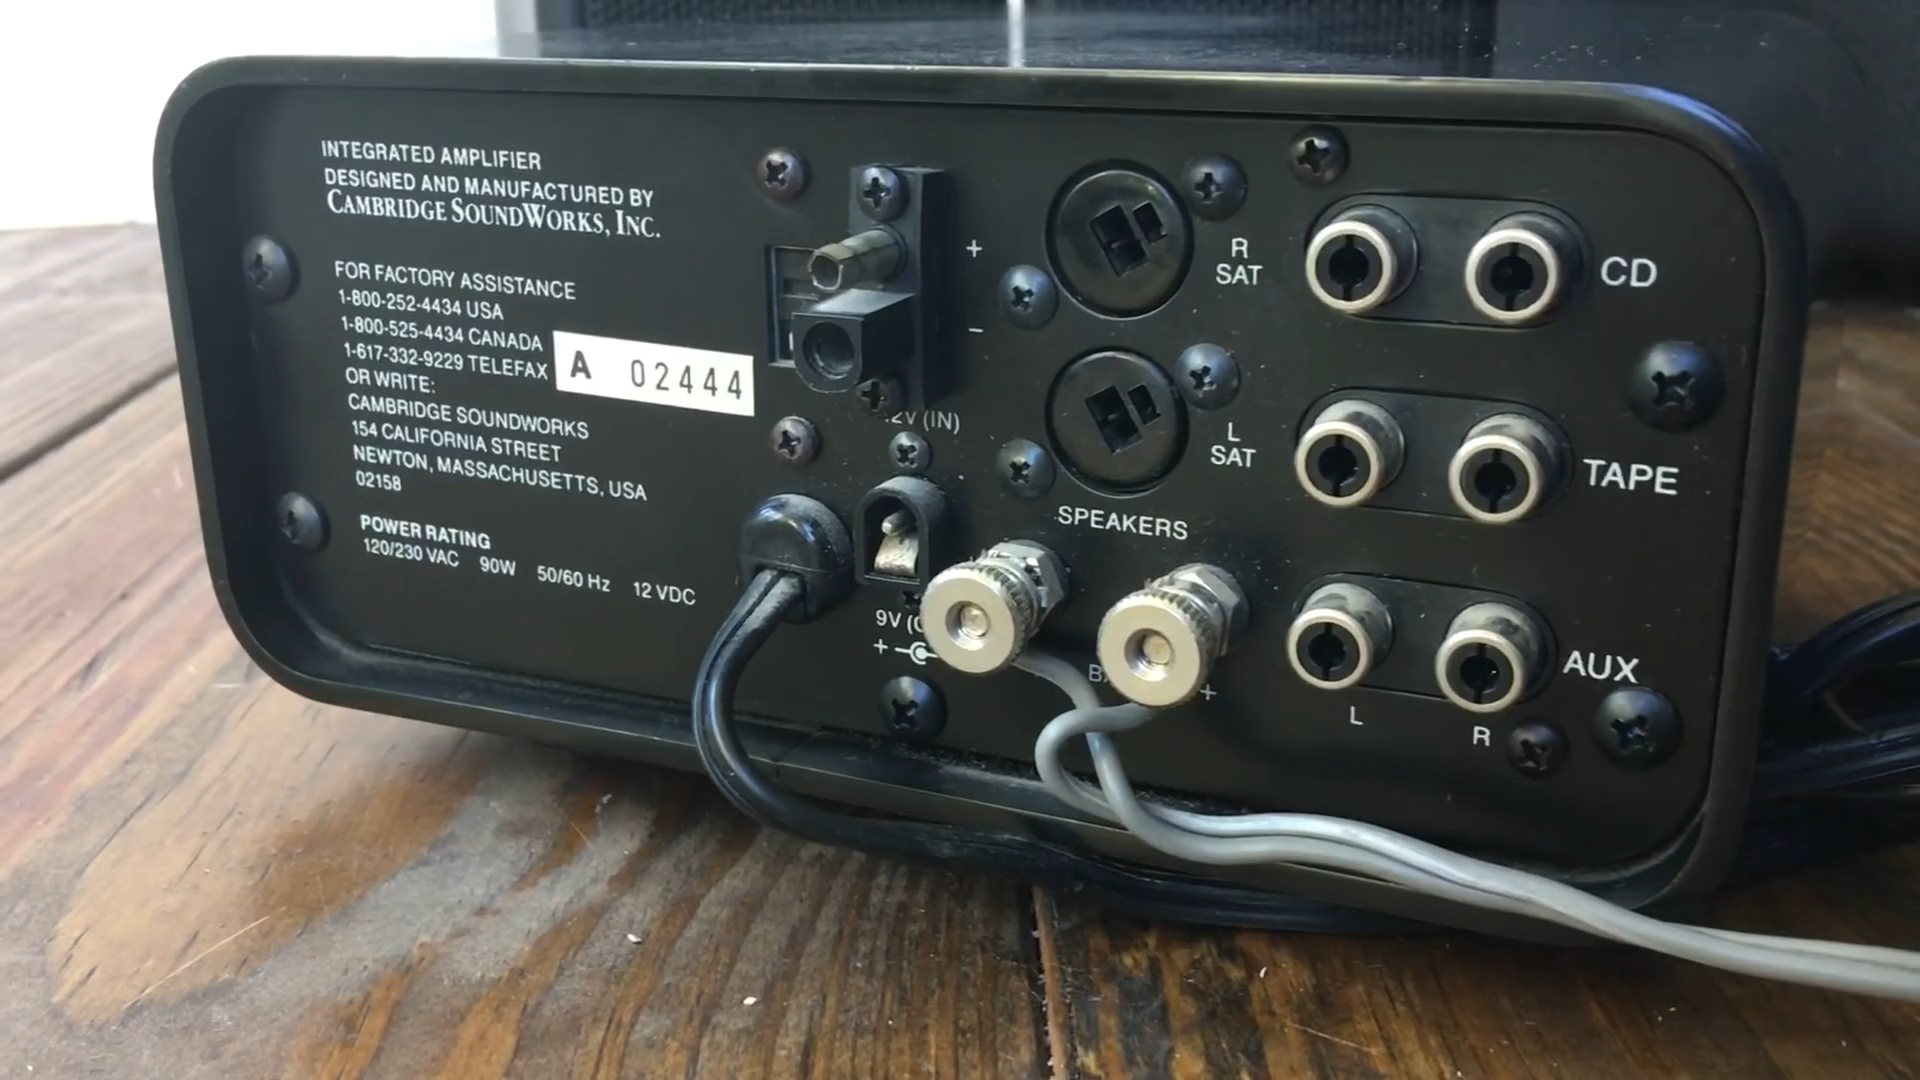 INTEGRATED AMPLIFIER
DESIGNED AND MANUFACTURED BY
CAMBRIDGE SOUNDWORKS, INC.
FOR FACTORY ASSISTANCE
1-800-252-4434 USA
1-800-525-4434 CANADA
1-617-332-9229 TELEFAX
A 02444
OR WRITE:
CAMBRIDGE SOUNDWORKS
154 CALIFORNIA STREET
NEWTON, MASSACHUSETTS, USA
02158
POWER RATING
120/230 VAC 90W 50/60 Hz 12 VDC
+
−
(IN)
9V
+
R
SAT
L
SAT
SPEAKERS
+
CD
TAPE
AUX
L
R